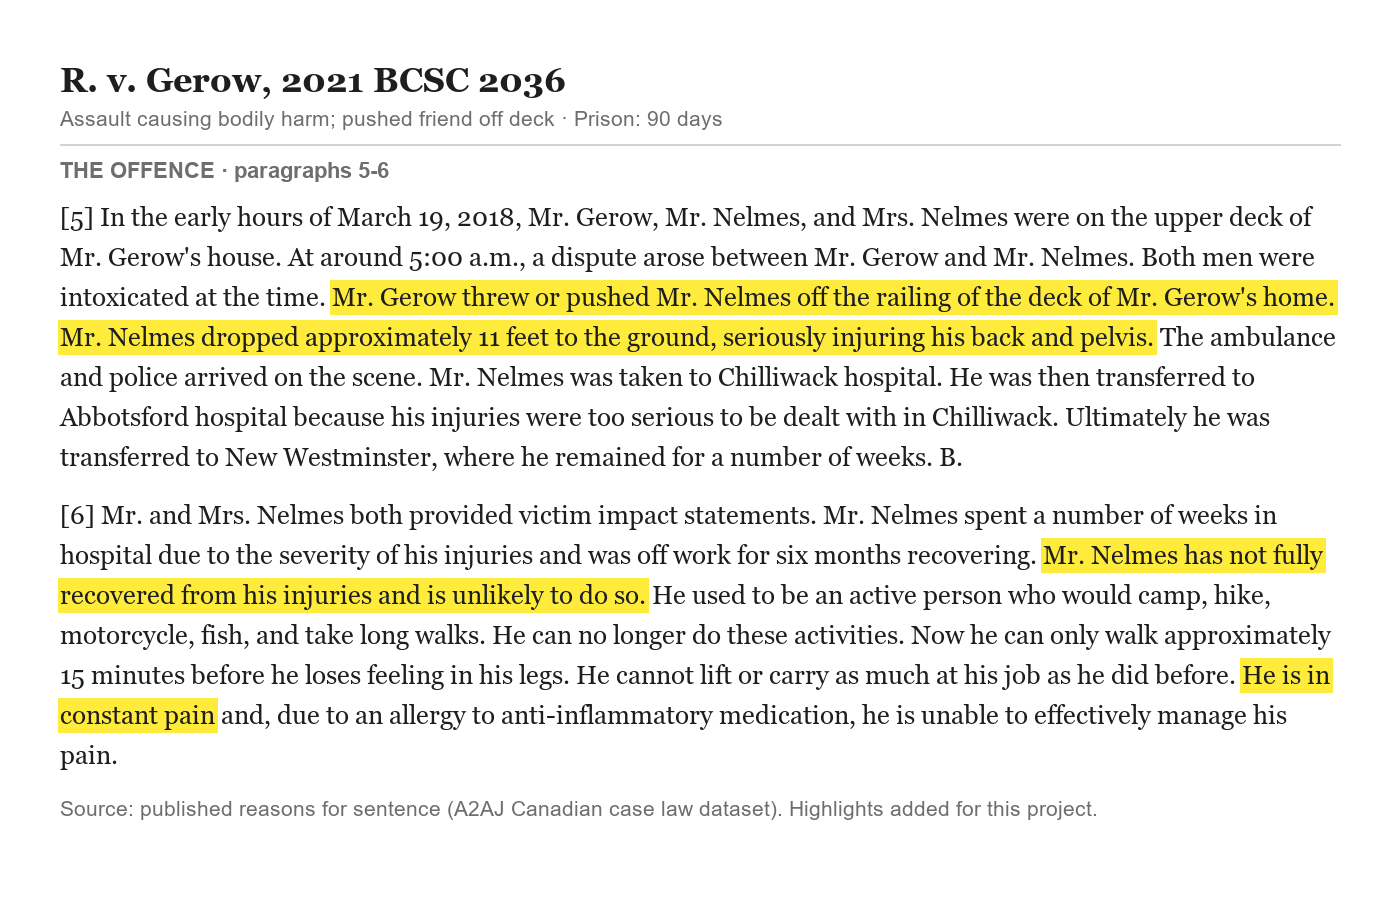 R. v. Gerow, 2021 BCSC 2036
Assault causing bodily harm; pushed friend off deck · Prison: 90 days
THE OFFENCE · paragraphs 5-6
[5] In the early hours of March 19, 2018, Mr. Gerow, Mr. Nelmes, and Mrs. Nelmes were on the upper deck of
Mr. Gerow's house. At around 5:00 a.m., a dispute arose between Mr. Gerow and Mr. Nelmes. Both men were
intoxicated at the time. Mr. Gerow threw or pushed Mr. Nelmes off the railing of the deck of Mr. Gerow's home.
Mr. Nelmes dropped approximately 11 feet to the ground, seriously injuring his back and pelvis. The ambulance
and police arrived on the scene. Mr. Nelmes was taken to Chilliwack hospital. He was then transferred to
Abbotsford hospital because his injuries were too serious to be dealt with in Chilliwack. Ultimately he was
transferred to New Westminster, where he remained for a number of weeks. B.
[6] Mr. and Mrs. Nelmes both provided victim impact statements. Mr. Nelmes spent a number of weeks in
hospital due to the severity of his injuries and was off work for six months recovering. Mr. Nelmes has not fully
recovered from his injuries and is unlikely to do so. He used to be an active person who would camp, hike,
motorcycle, fish, and take long walks. He can no longer do these activities. Now he can only walk approximately
15 minutes before he loses feeling in his legs. He cannot lift or carry as much at his job as he did before. He is in
constant pain and, due to an allergy to anti-inflammatory medication, he is unable to effectively manage his
pain.
Source: published reasons for sentence (A2AJ Canadian case law dataset). Highlights added for this project.